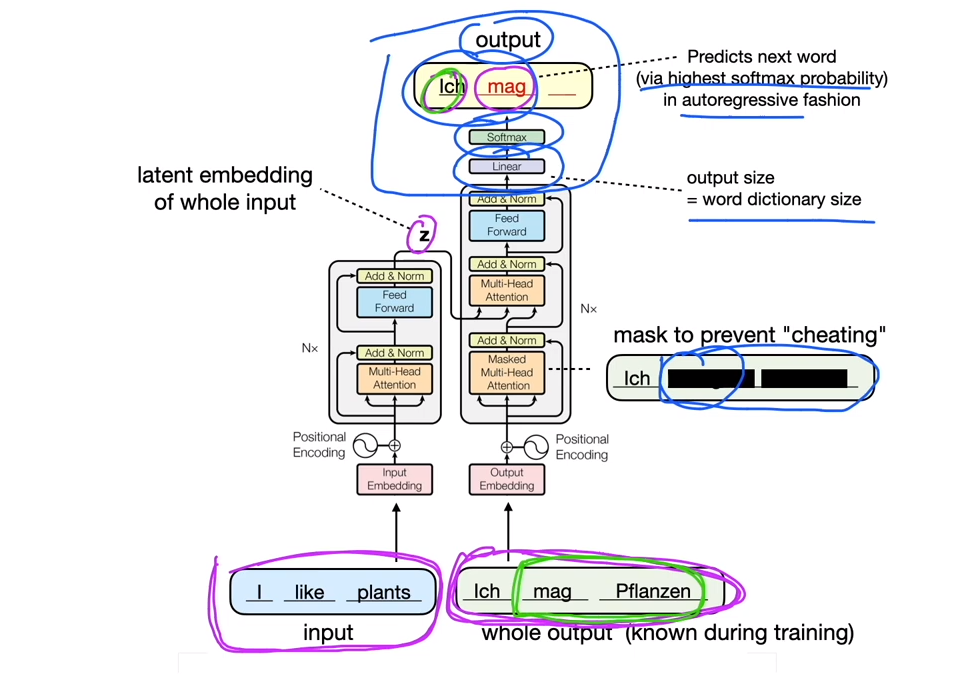 output
Ich mag ___
Predicts next word
(via highest softmax probability)
in autoregressive fashion
Softmax
Linear
output size
= word dictionary size
latent embedding
of whole input
z
Add & Norm
Feed
Forward
Add & Norm
Multi-Head
Attention
Nx
Add & Norm
Masked
Multi-Head
Attention
Add & Norm
Feed
Forward
Nx
Add & Norm
Multi-Head
Attention
mask to prevent "cheating"
Ich
Positional
Encoding
Positional
Encoding
Input
Embedding
Output
Embedding
I like plants
input
Ich mag Pflanzen
whole output (known during training)